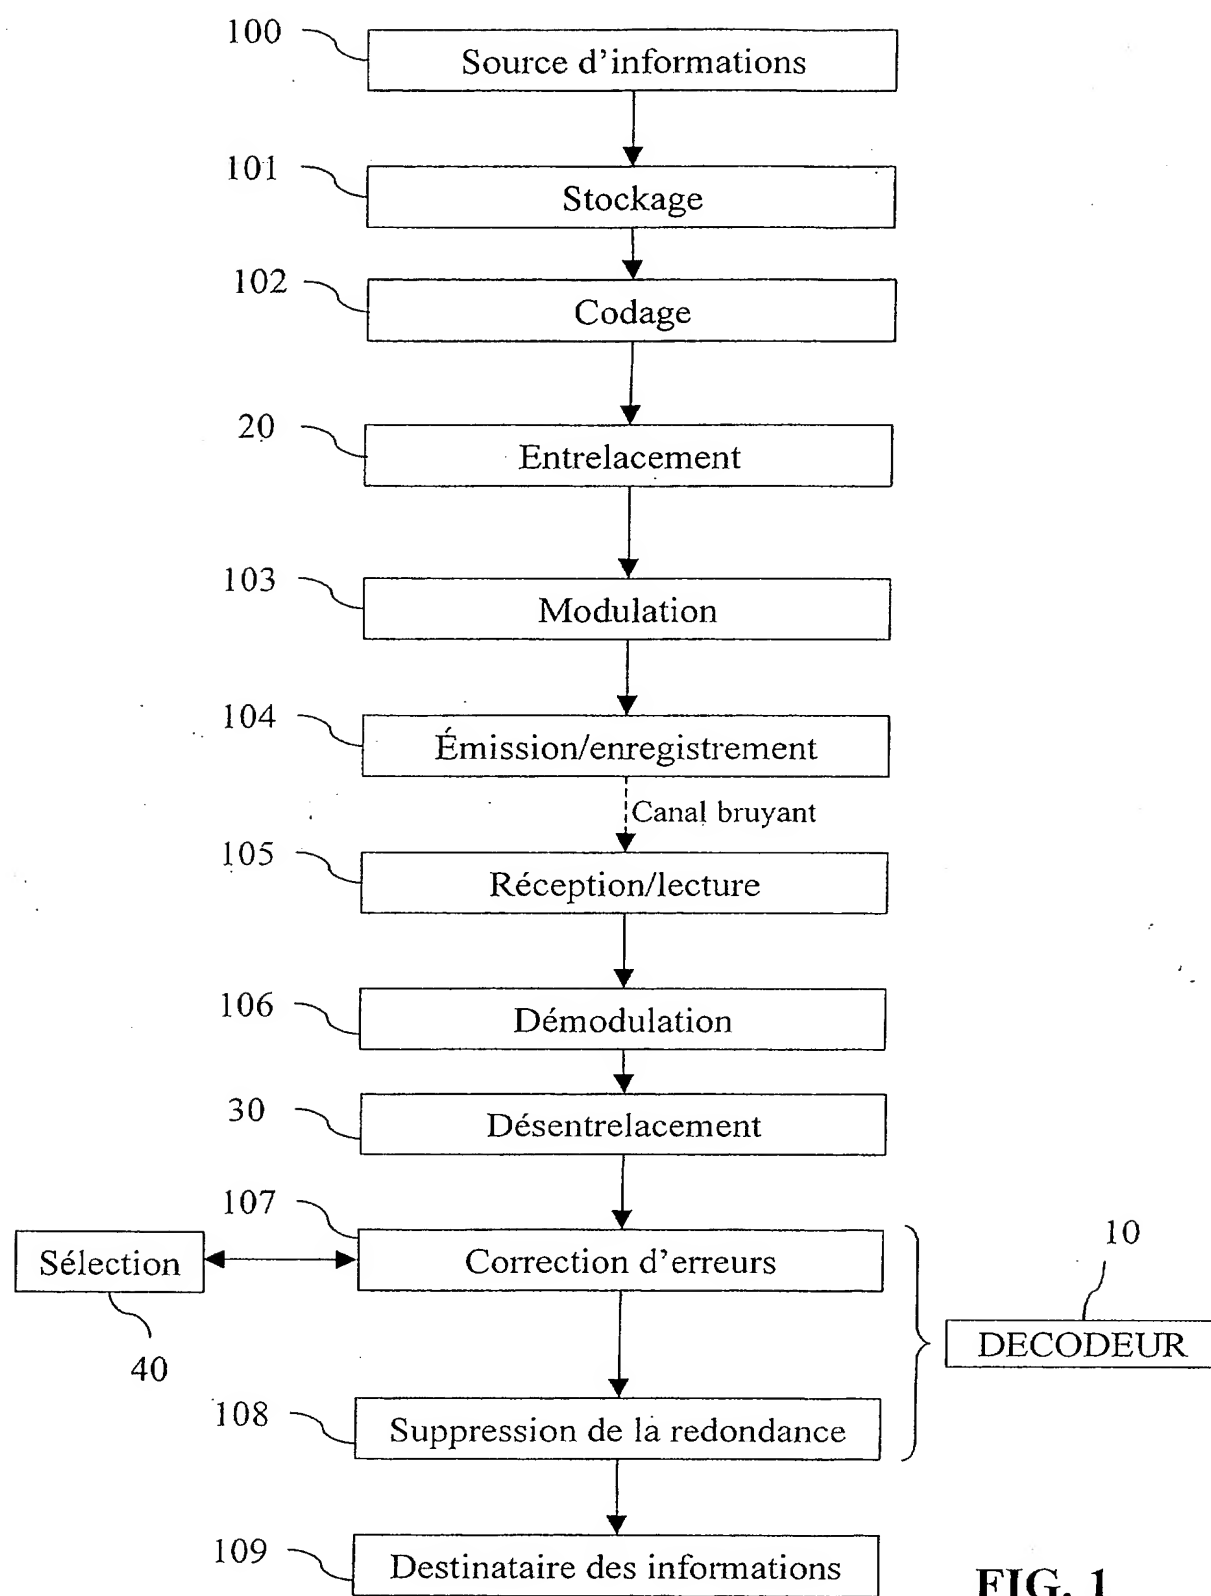 100
Source d'informations
101
Stockage
102
Codage
20
Entrelacement
103
Modulation
104
Émission/enregistrement
Canal bruyant
105
Réception/lecture
106
Démodulation
30
Désentrelacement
107
Correction d'erreurs
Sélection
40
10
DECODEUR
108
Suppression de la redondance
109
Destinataire des informations
FIG. 1